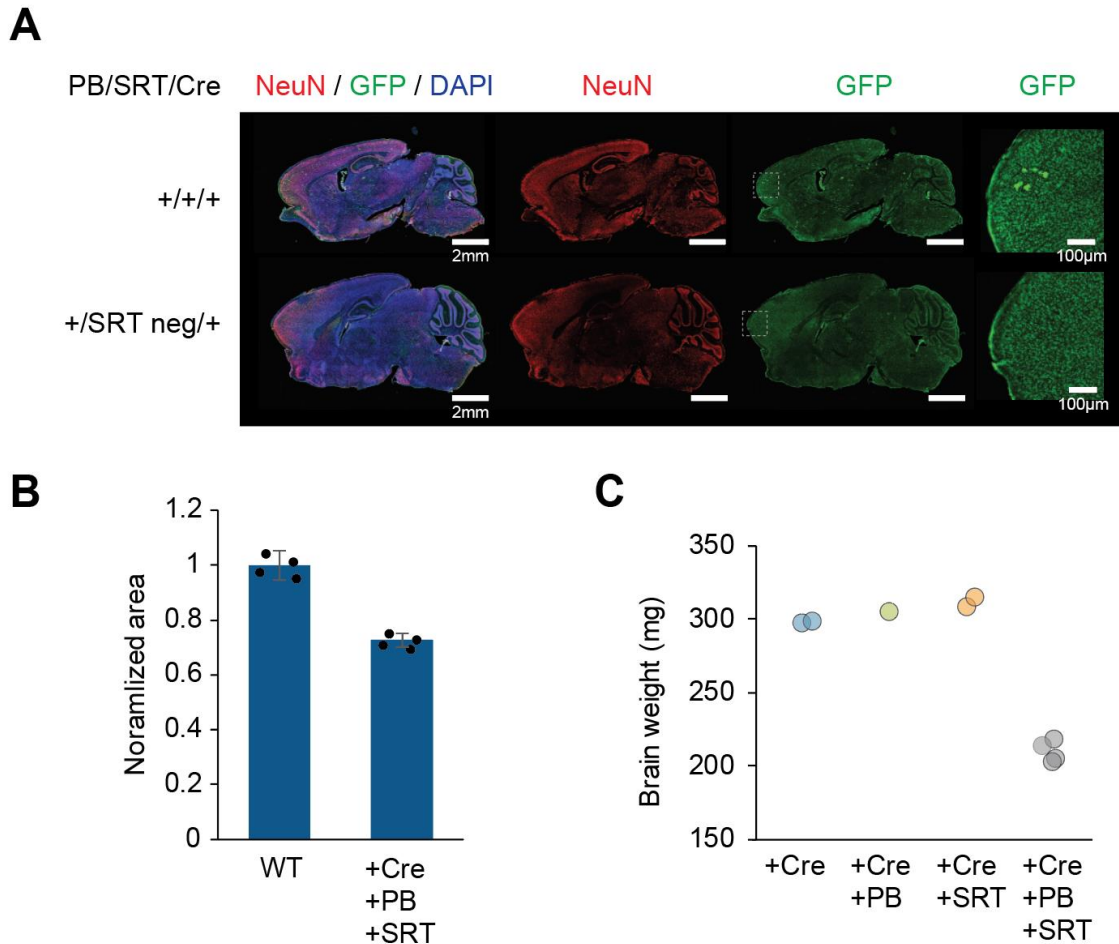 A
PB/SRT/Cre NeuN / GFP / DAPI NeuN GFP GFP
+/+/+
2mm
100μm
+/SRT neg/+
2mm
100μm
B
Noramlized area
1.2
1
0.8
0.6
0.4
0.2
0
WT
+Cre
+PB
+SRT
C
Brain weight (mg)
350
300
250
200
150
+Cre +Cre +Cre +Cre
+PB +SRT +PB
+SRT